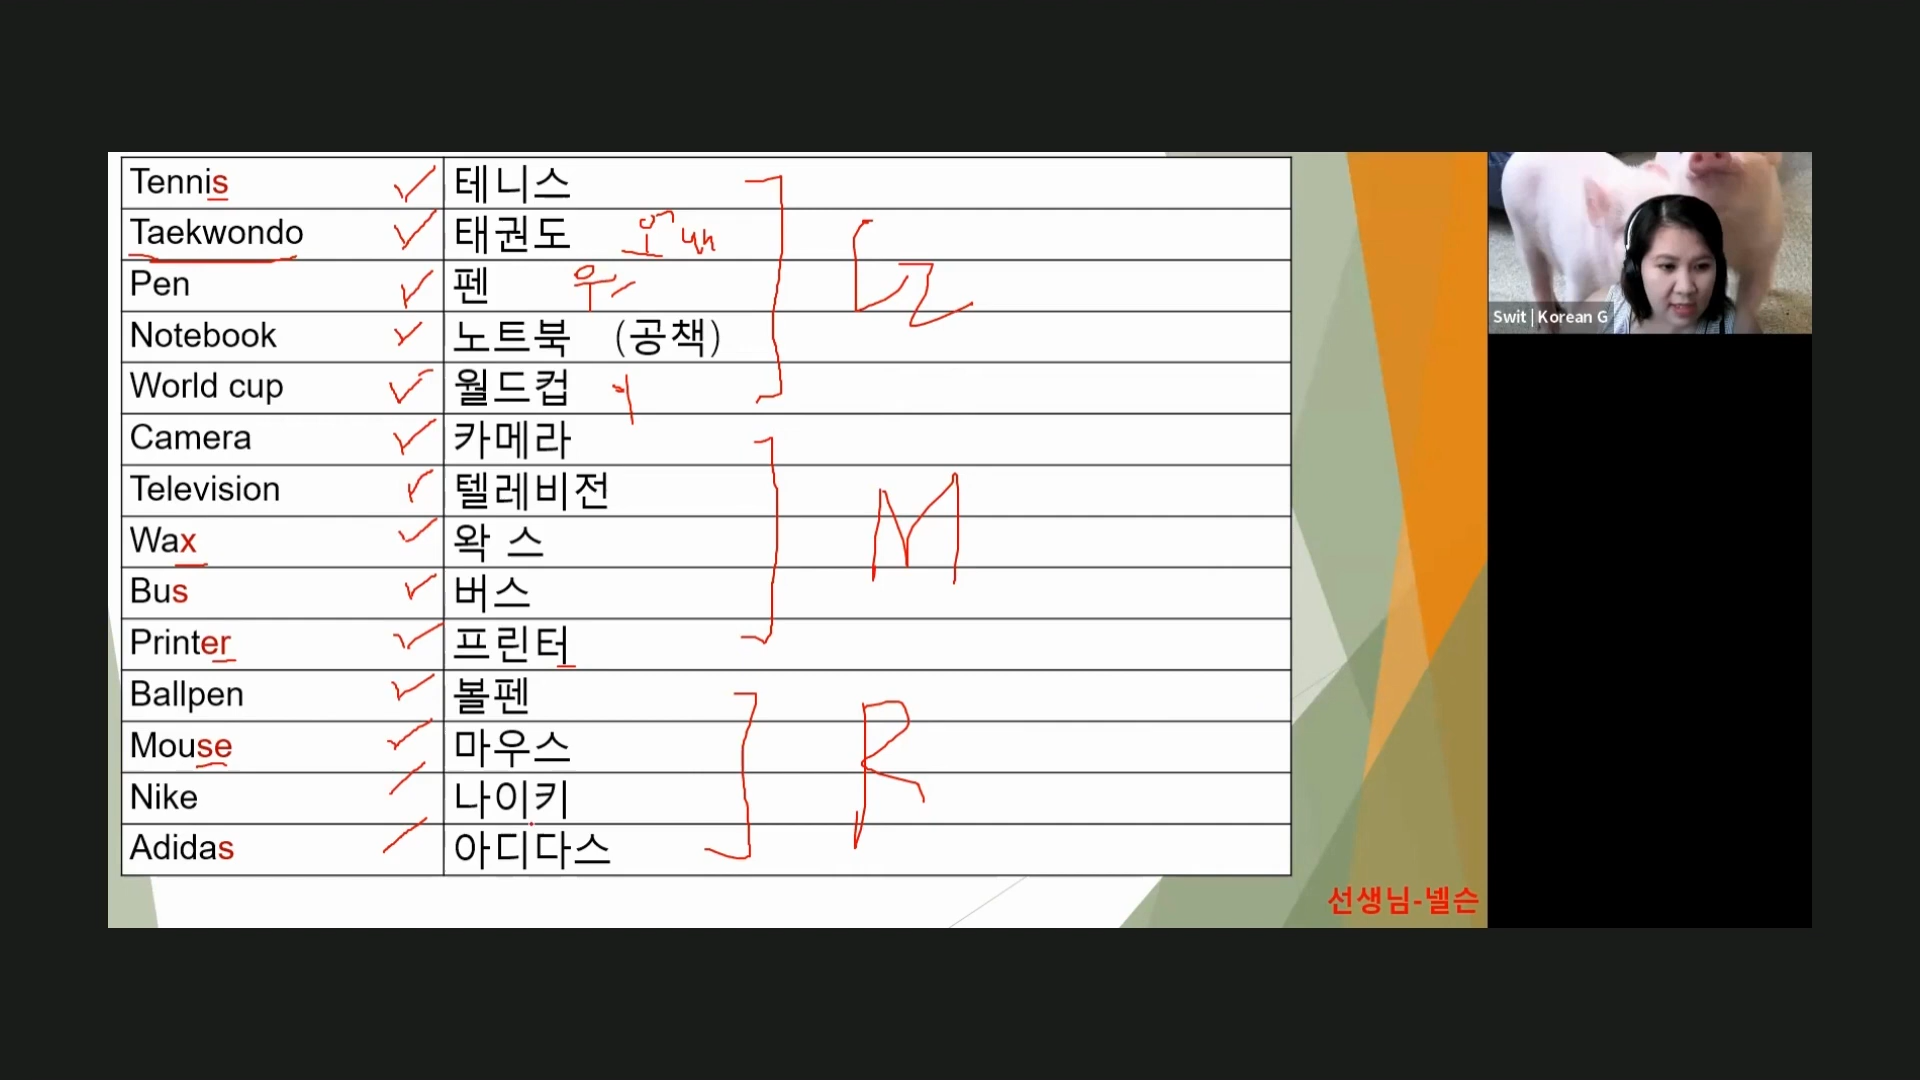 Tennis 테니스
Taekwondo 태권도
Pen 펜
Notebook 노트북 (공책)
World cup 월드컵
Camera 카메라
Television 텔레비전
Wax 왁 스
Bus 버스
Printer 프린터
Ballpen 볼펜
Mouse 마우스
Nike 나이키
Adidas 아디다스
M
R
선생님-넬슨
Swit | Korean G